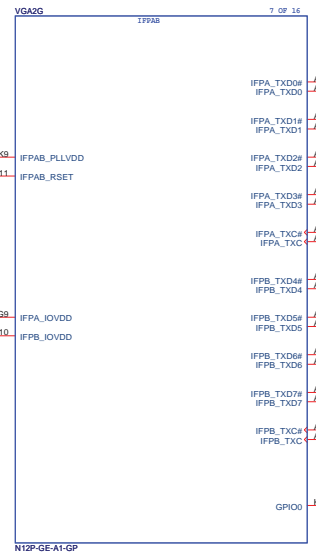 VGA2G
7 OF 16
IFPAB
IFPA_TXD0#
IFPA_TXD0
IFPA_TXD1#
IFPA_TXD1
IFPAB_PLLVDD
IFPA_TXD2#
IFPA_TXD2
IFPAB_RSET
IFPA_TXD3#
IFPA_TXD3
IFPA_TXC#
IFPA_TXC
IFPB_TXD4#
IFPB_TXD4
IFPA_IOVDD
IFPB_TXD5#
IFPB_TXD5
IFPB_IOVDD
IFPB_TXD6#
IFPB_TXD6
IFPB_TXD7#
IFPB_TXD7
IFPB_TXC#
IFPB_TXC
GPIO0
N12P-GE-A1-GP